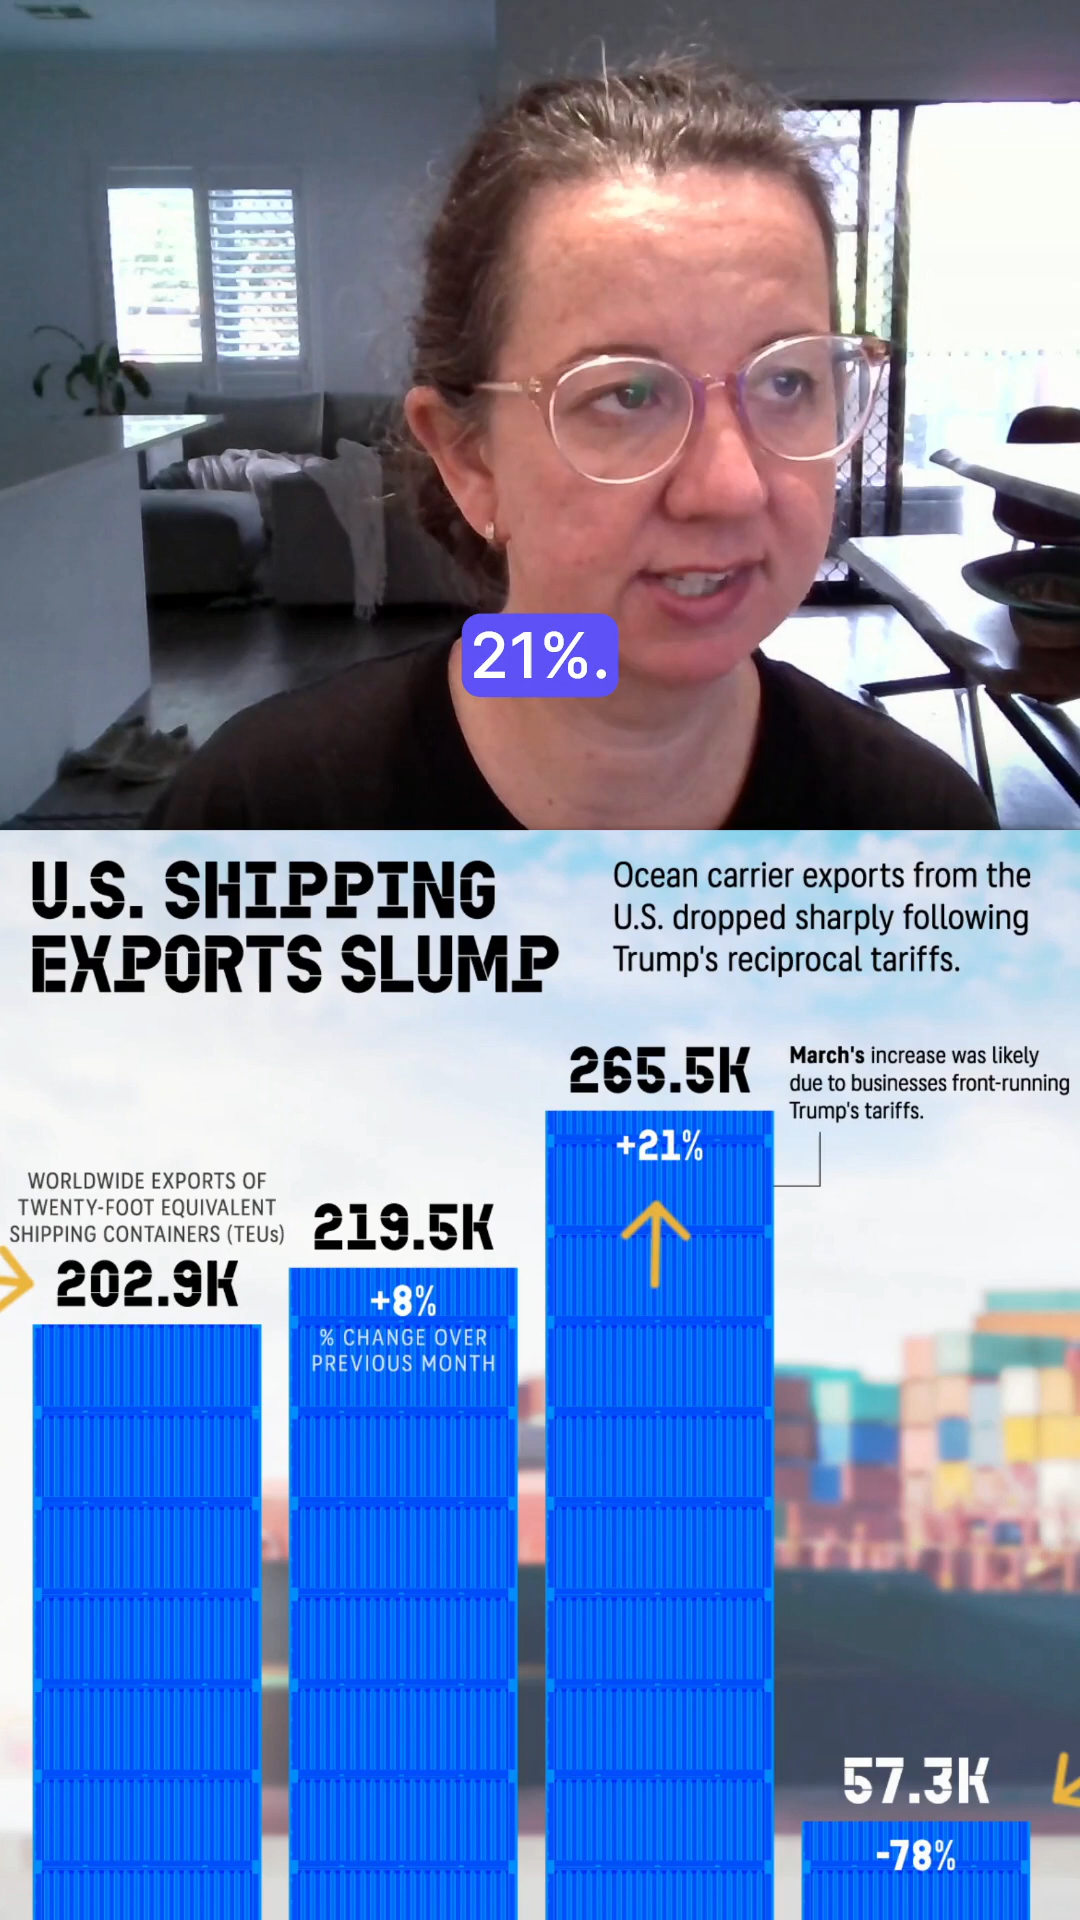 21%.
U.S. SHIPPING
EXPORTS SLUMP
Ocean carrier exports from the
U.S. dropped sharply following
Trump's reciprocal tariffs.
265.5K
March's increase was likely
due to businesses front-running
Trump's tariffs.
+21%
WORLDWIDE EXPORTS OF
TWENTY-FOOT EQUIVALENT
SHIPPING CONTAINERS (TEUs)
202.9K
219.5K
+8%
% CHANGE OVER
PREVIOUS MONTH
57.3K
-78%